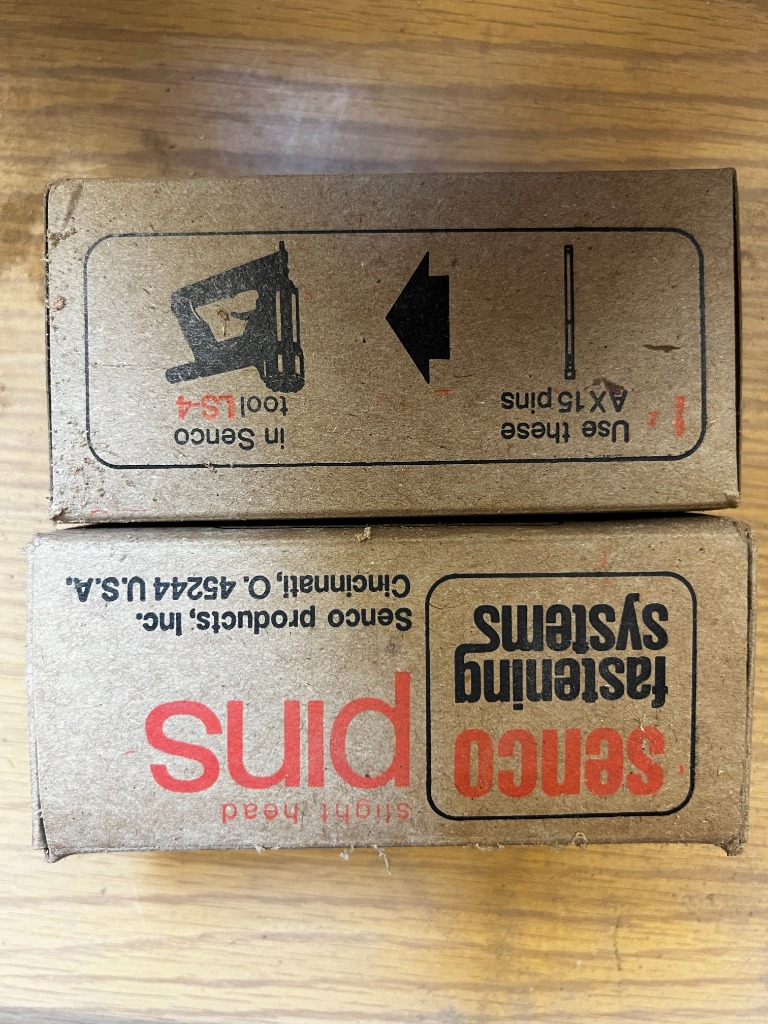 slight head
pins
senco
fastening
systems
Senco products, Inc.
Cincinnati, O. 45244 U.S.A.
Use these
AX15 pins
in Senco
tool LS-4